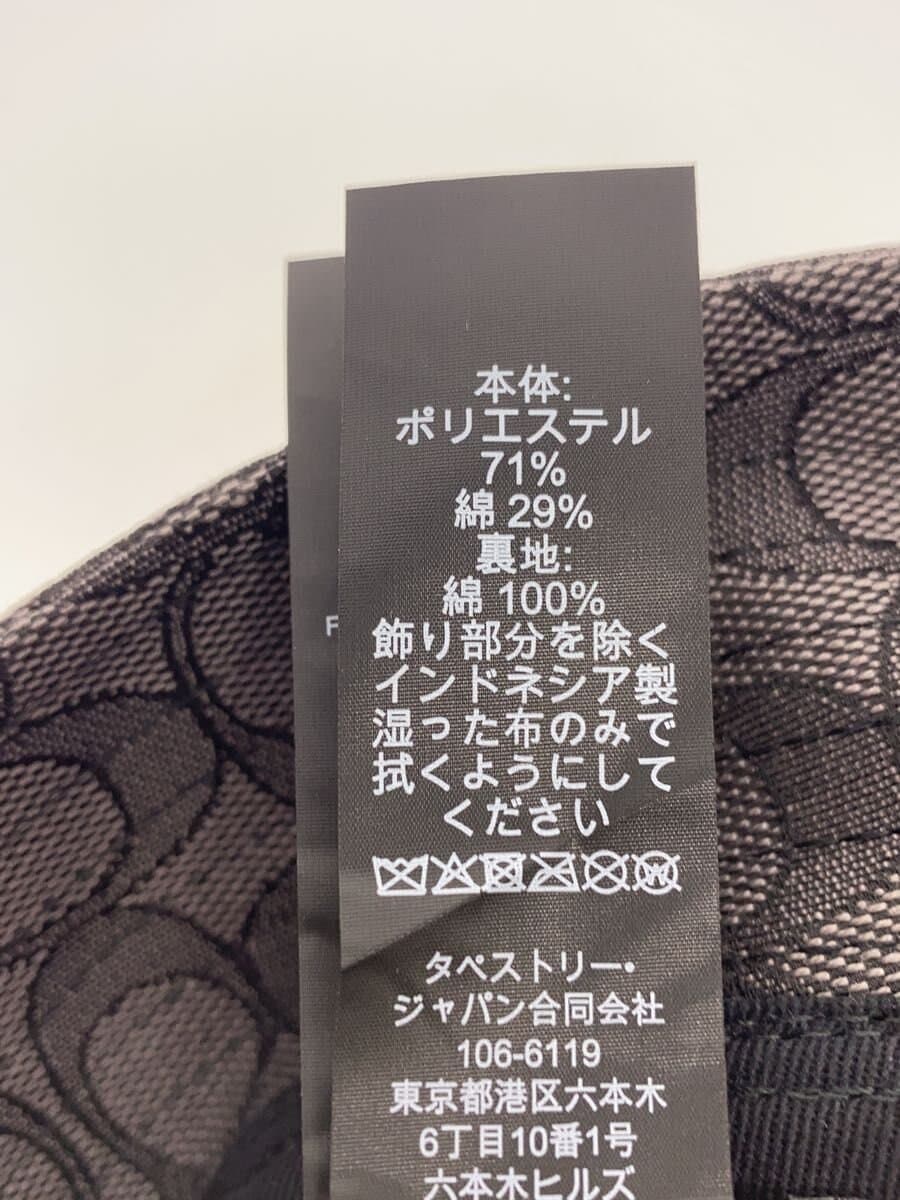 本体:
ポリエステル
71%
綿 29%
裏地:
綿 100%
飾り部分を除く
インドネシア製
湿った布のみで
拭くようにして
ください
タペストリー・
ジャパン合同会社
106-6119
東京都港区六本木
6丁目10番1号
六本木ヒルズ
F